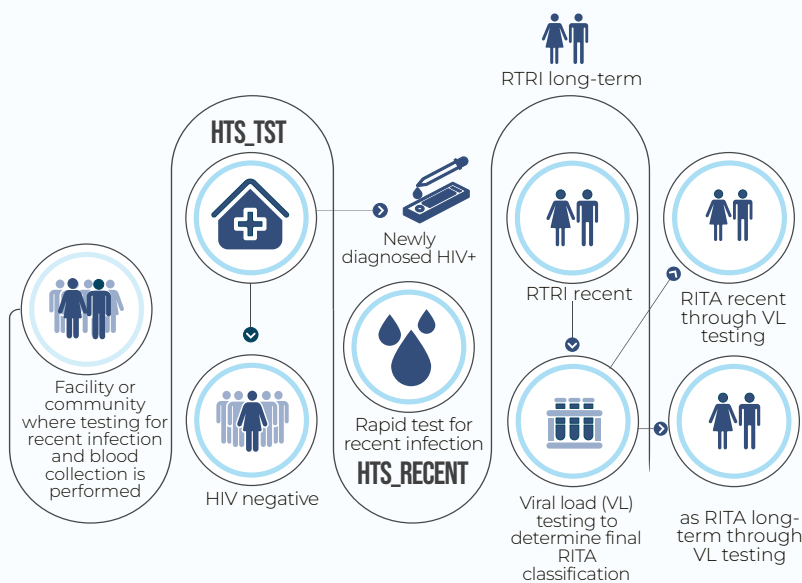 RTRI long-term
HTS_TST
Newly
diagnosed HIV+
RTRI recent
RITA recent
through VL
testing
Facility or
community
where testing for
recent infection
and blood
collection is
performed
HIV negative
Rapid test for
recent infection
HTS_RECENT
Viral load (VL)
testing to
determine final
RITA
classification
as RITA long-
term through
VL testing